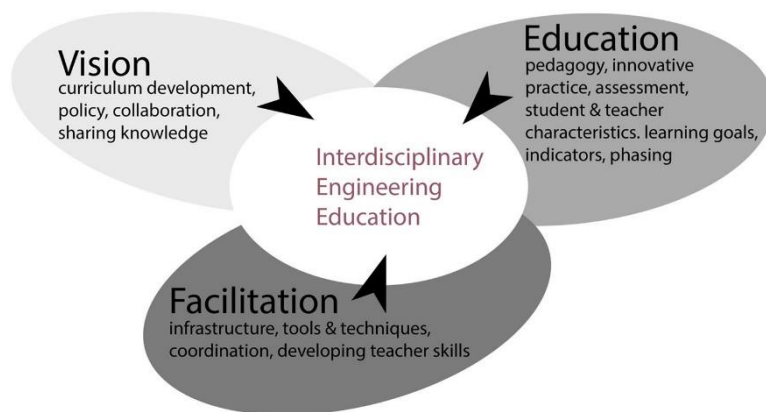 Vision
curriculum development,
policy, collaboration,
sharing knowledge
Education
pedagogy, innovative
practice, assessment,
student & teacher
characteristics. learning goals,
indicators, phasing
Interdisciplinary
Engineering
Education
Facilitation
infrastructure, tools & techniques,
coordination, developing teacher skills